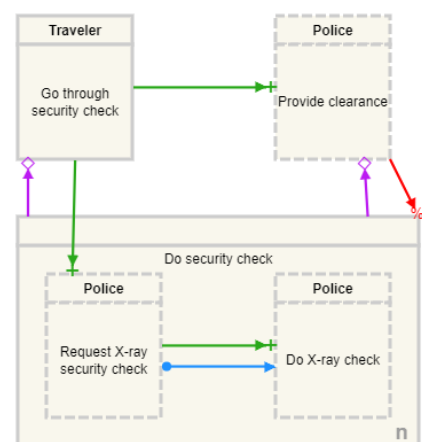 Traveler
Police
Go through
security check
Provide clearance
%
Do security check
Police
Police
Request X-ray
security check
Do X-ray check
n